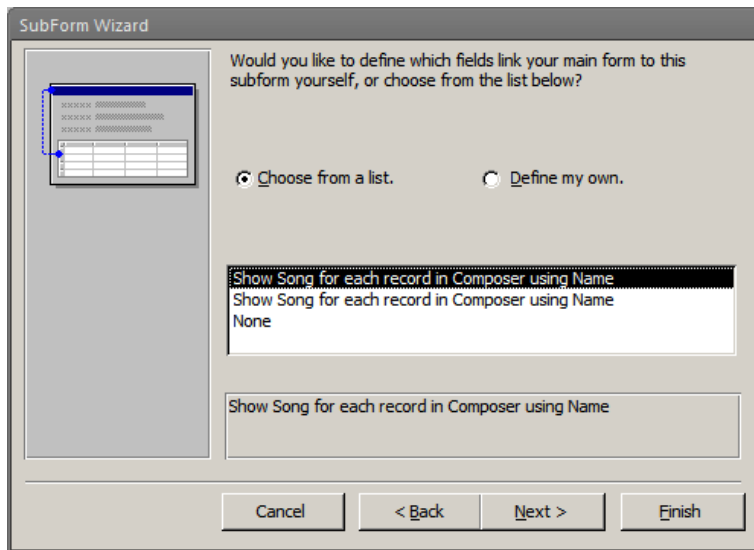 SubForm Wizard
Would you like to define which fields link your main form to this
subform yourself, or choose from the list below?
xxxxx
xxxxx
xxxxx
Choose from a list.
Define my own.
Show Song for each record in Composer using Name
Show Song for each record in Composer using Name
None
Show Song for each record in Composer using Name
Cancel
< Back
Next >
Finish